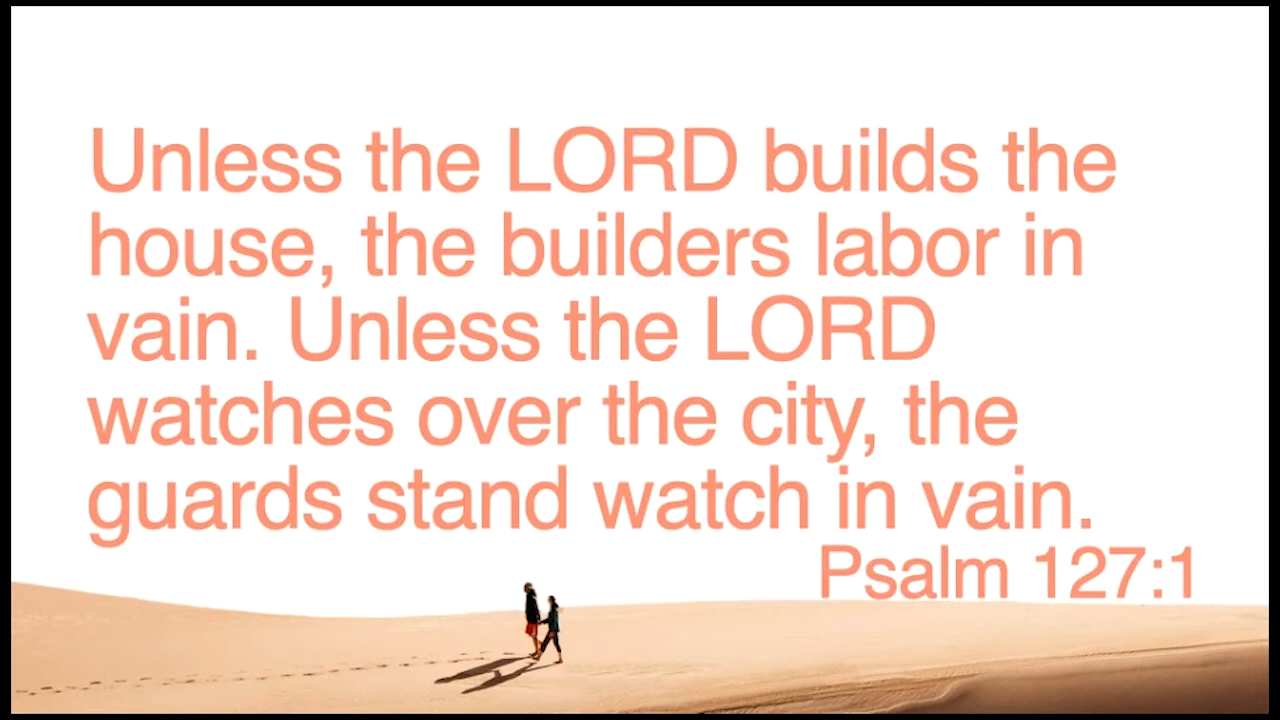 Unless the LORD builds the
house, the builders labor in
vain. Unless the LORD
watches over the city, the
guards stand watch in vain.
Psalm 127:1